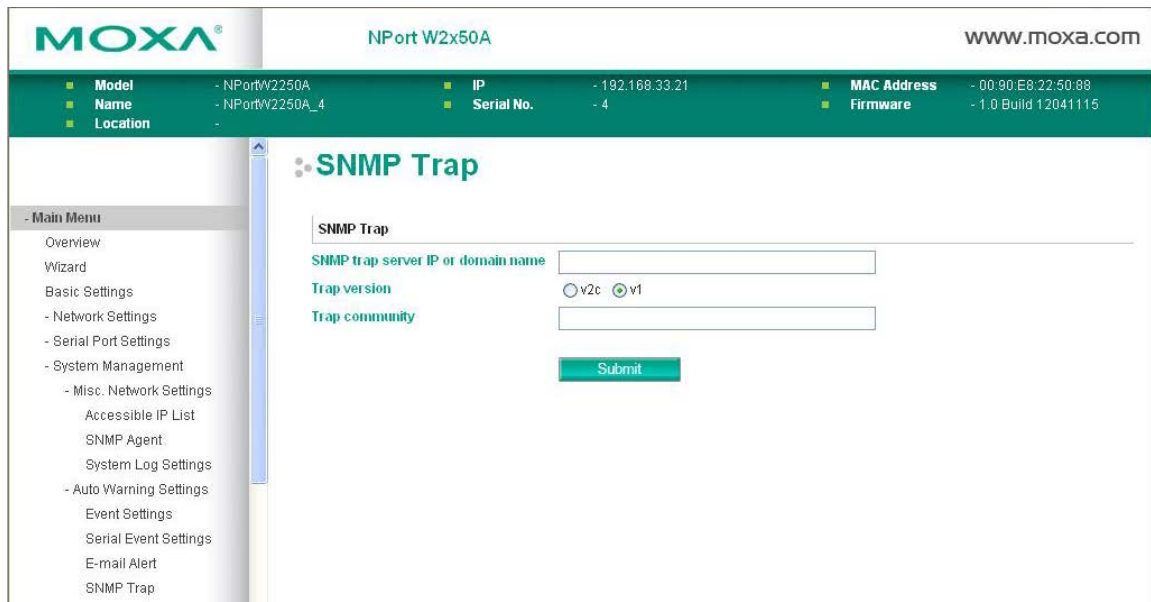 MOXA®
NPort W2x50A
www.moxa.com
Model - NPortW2250A
Name - NPortW2250A_4
Location -
IP - 192.168.33.21
Serial No. - 4
MAC Address - 00:90:E8:22:50:88
Firmware - 1.0 Build 12041115
- Main Menu
Overview
Wizard
Basic Settings
- Network Settings
- Serial Port Settings
- System Management
- Misc. Network Settings
Accessible IP List
SNMP Agent
System Log Settings
- Auto Warning Settings
Event Settings
Serial Event Settings
E-mail Alert
SNMP Trap
SNMP Trap
SNMP Trap
SNMP trap server IP or domain name
Trap version v2c v1
Trap community
Submit